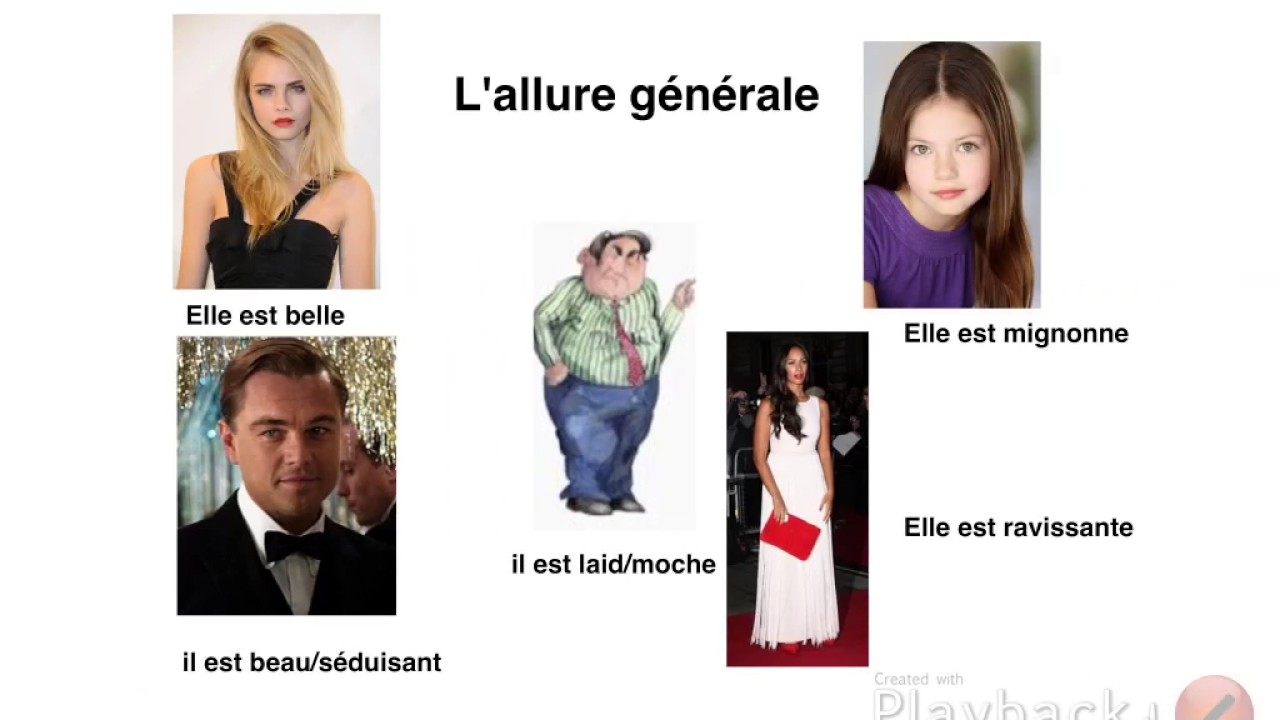 L'allure générale
Elle est belle
Elle est mignonne
Elle est ravissante
il est laid/moche
il est beau/séduisant
Created with
Playback